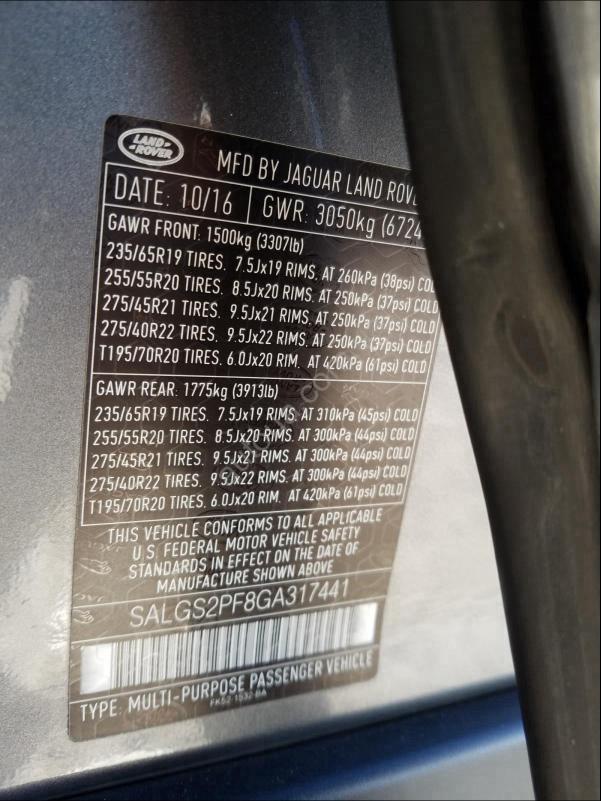 LAND ROVER
MFD BY JAGUAR LAND ROVE
DATE: 10/16 GWR: 3050kg (6724
GAWR FRONT: 1500kg (3307lb)
235/65R19 TIRES. 7.5Jx19 RIMS. AT 260kPa (38psi) COLD
255/55R20 TIRES. 8.5Jx20 RIMS. AT 250kPa (37psi) COLD
275/45R21 TIRES. 9.5Jx21 RIMS. AT 250kPa (37psi) COLD
275/40R22 TIRES. 9.5Jx22 RIMS. AT 250kPa (37psi) COLD
T195/70R20 TIRES. 6.0Jx20 RIM. AT 420kPa (61psi) COLD
GAWR REAR: 1775kg (3913lb)
235/65R19 TIRES. 7.5Jx19 RIMS. AT 310kPa (45psi) COLD
255/55R20 TIRES. 8.5Jx20 RIMS. AT 300kPa (44psi) COLD
275/45R21 TIRES. 9.5Jx21 RIMS. AT 300kPa (44psi) COLD
275/40R22 TIRES. 9.5Jx22 RIMS. AT 300kPa (44psi) COLD
T195/70R20 TIRES. 6.0Jx20 RIM. AT 420kPa (61psi) COLD
THIS VEHICLE CONFORMS TO ALL APPLICABLE
U.S. FEDERAL MOTOR VEHICLE SAFETY
STANDARDS IN EFFECT ON THE DATE OF
MANUFACTURE SHOWN ABOVE
SALGS2PF8GA317441
TYPE: MULTI-PURPOSE PASSENGER VEHICLE
FK52-1532-BA